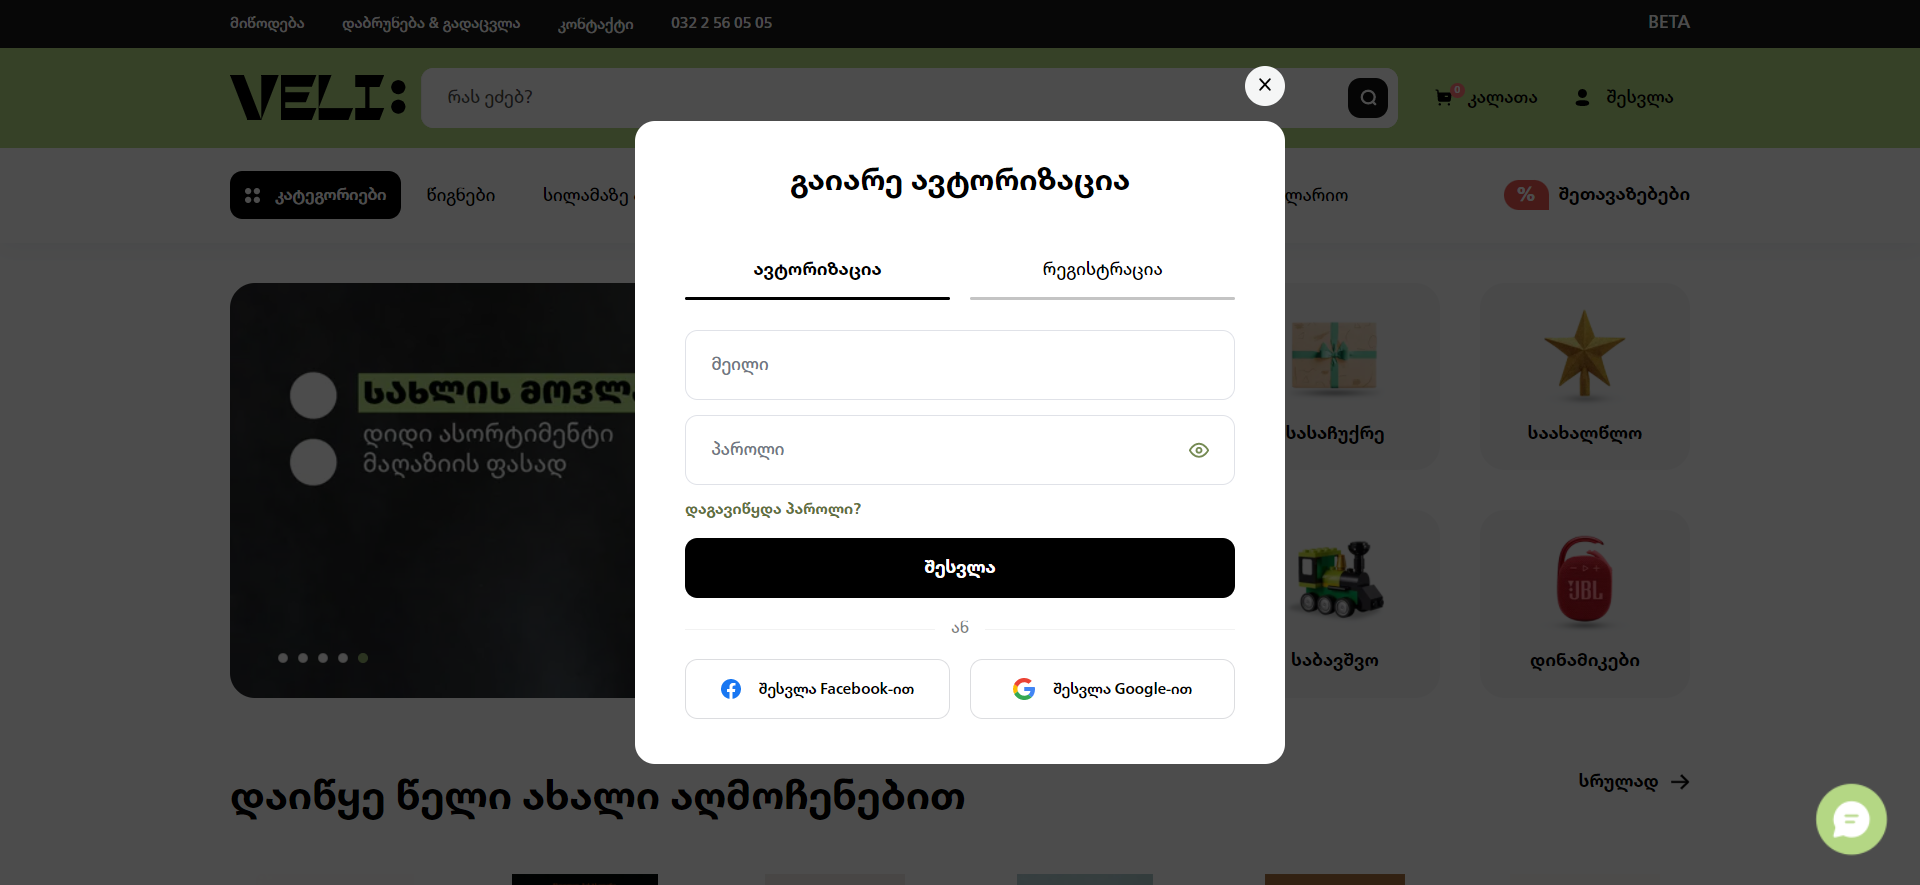 მიწოდება დაბრუნება & გადაცვლა კონტაქტი 032 2 56 05 05 BETA
VELI: რას ეძებ? 0 კალათა შესვლა
კატეგორიები წიგნები სილამაზე % შეთავაზებები
გაიარე ავტორიზაცია
ავტორიზაცია რეგისტრაცია
მეილი
პაროლი
დაგავიწყდა პაროლი?
შესვლა
ან
შესვლა Facebook-ით შესვლა Google-ით
სახლის
დიდი ასორტიმენტი
მაღაზიის ფასად
სასაჩუქრე საახალწლო
JBL
საბავშვო დინამიკები
დაიწყე წელი ახალი აღმოჩენებით სრულად